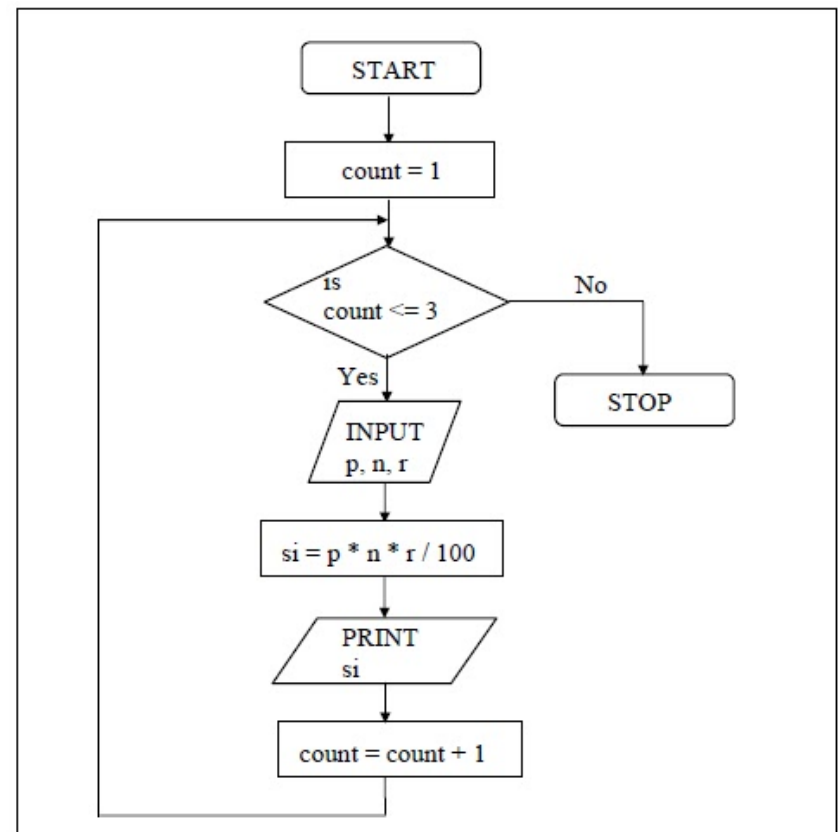 START
count = 1
is
count <= 3
No
Yes
STOP
INPUT
p, n, r
si = p * n * r / 100
PRINT
si
count = count + 1